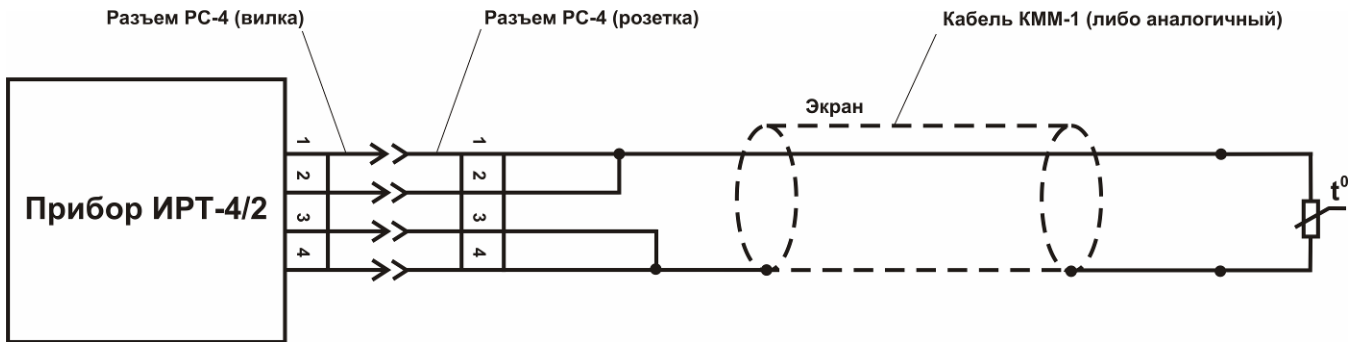 Разъем РС-4 (вилка)
Разъем РС-4 (розетка)
Кабель КММ-1 (либо аналогичный)
Экран
Прибор ИРТ-4/2
1
2
3
4
1
2
3
4
t⁰